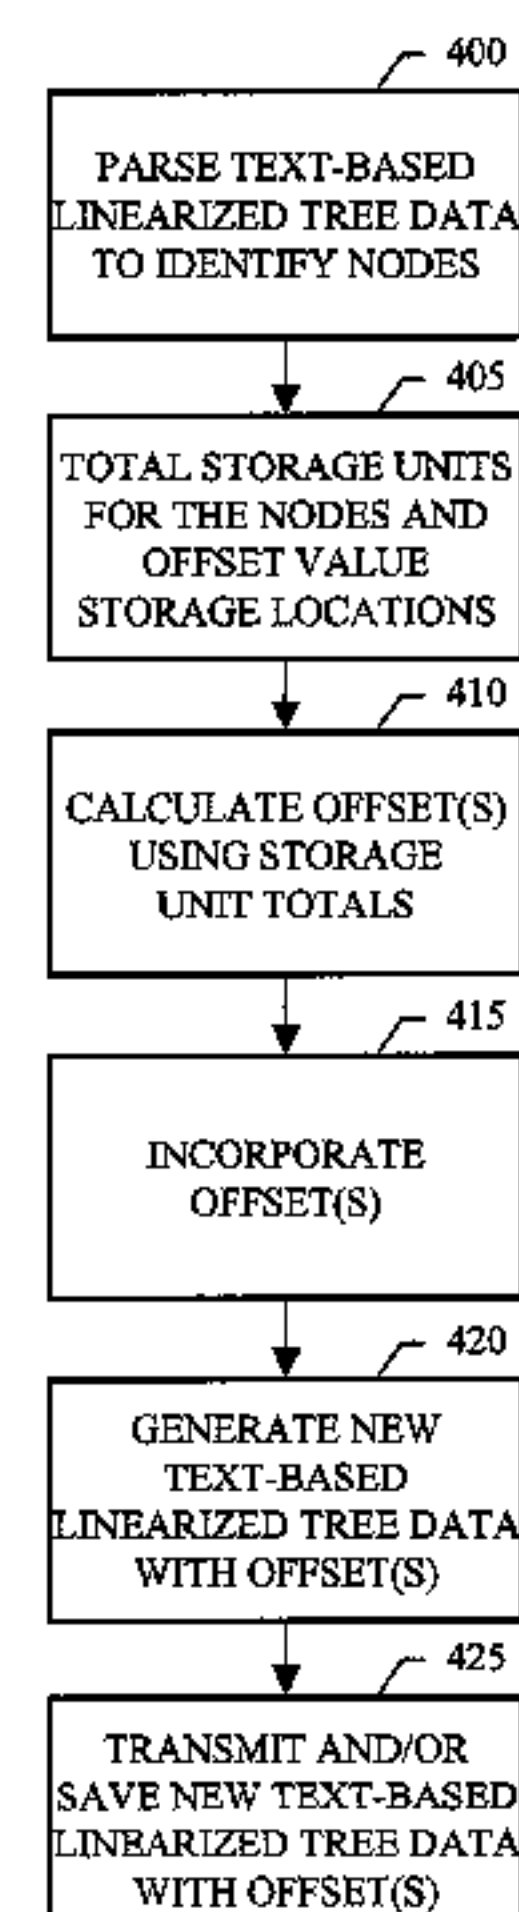 400
PARSE TEXT-BASED
LINEARIZED TREE DATA
TO IDENTIFY NODES
405
TOTAL STORAGE UNITS
FOR THE NODES AND
OFFSET VALUE
STORAGE LOCATIONS
410
CALCULATE OFFSET(S)
USING STORAGE
UNIT TOTALS
415
INCORPORATE
OFFSET(S)
420
GENERATE NEW
TEXT-BASED
LINEARIZED TREE DATA
WITH OFFSET(S)
425
TRANSMIT AND/OR
SAVE NEW TEXT-BASED
LINEARIZED TREE DATA
WITH OFFSET(S)